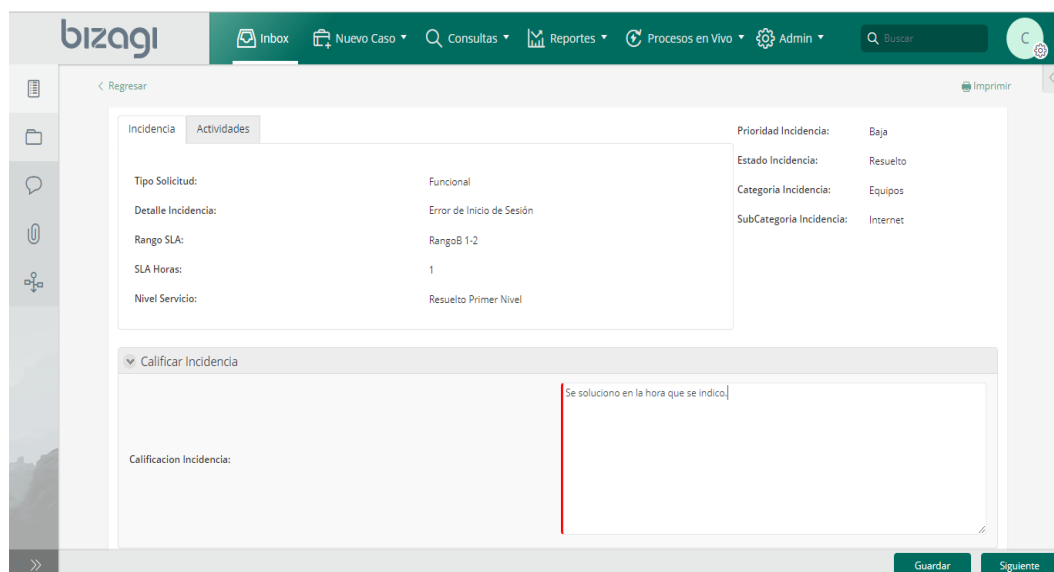 bizagi
Inbox
Nuevo Caso
Consultas
Reportes
Procesos en Vivo
Admin
Buscar
C
Regresar
Imprimir
Incidencia
Actividades
Tipo Solicitud: Funcional
Detalle Incidencia: Error de Inicio de Sesión
Rango SLA: RangoB 1-2
SLA Horas: 1
Nivel Servicio: Resuelto Primer Nivel
Prioridad Incidencia: Baja
Estado Incidencia: Resuelto
Categoria Incidencia: Equipos
SubCategoria Incidencia: Internet
Calificar Incidencia
Calificacion Incidencia:
Se soluciono en la hora que se indico.
Guardar
Siguiente